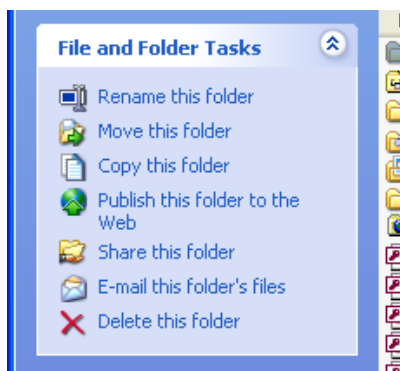 File and Folder Tasks
Rename this folder
Move this folder
Copy this folder
Publish this folder to the
Web
Share this folder
E-mail this folder's files
Delete this folder